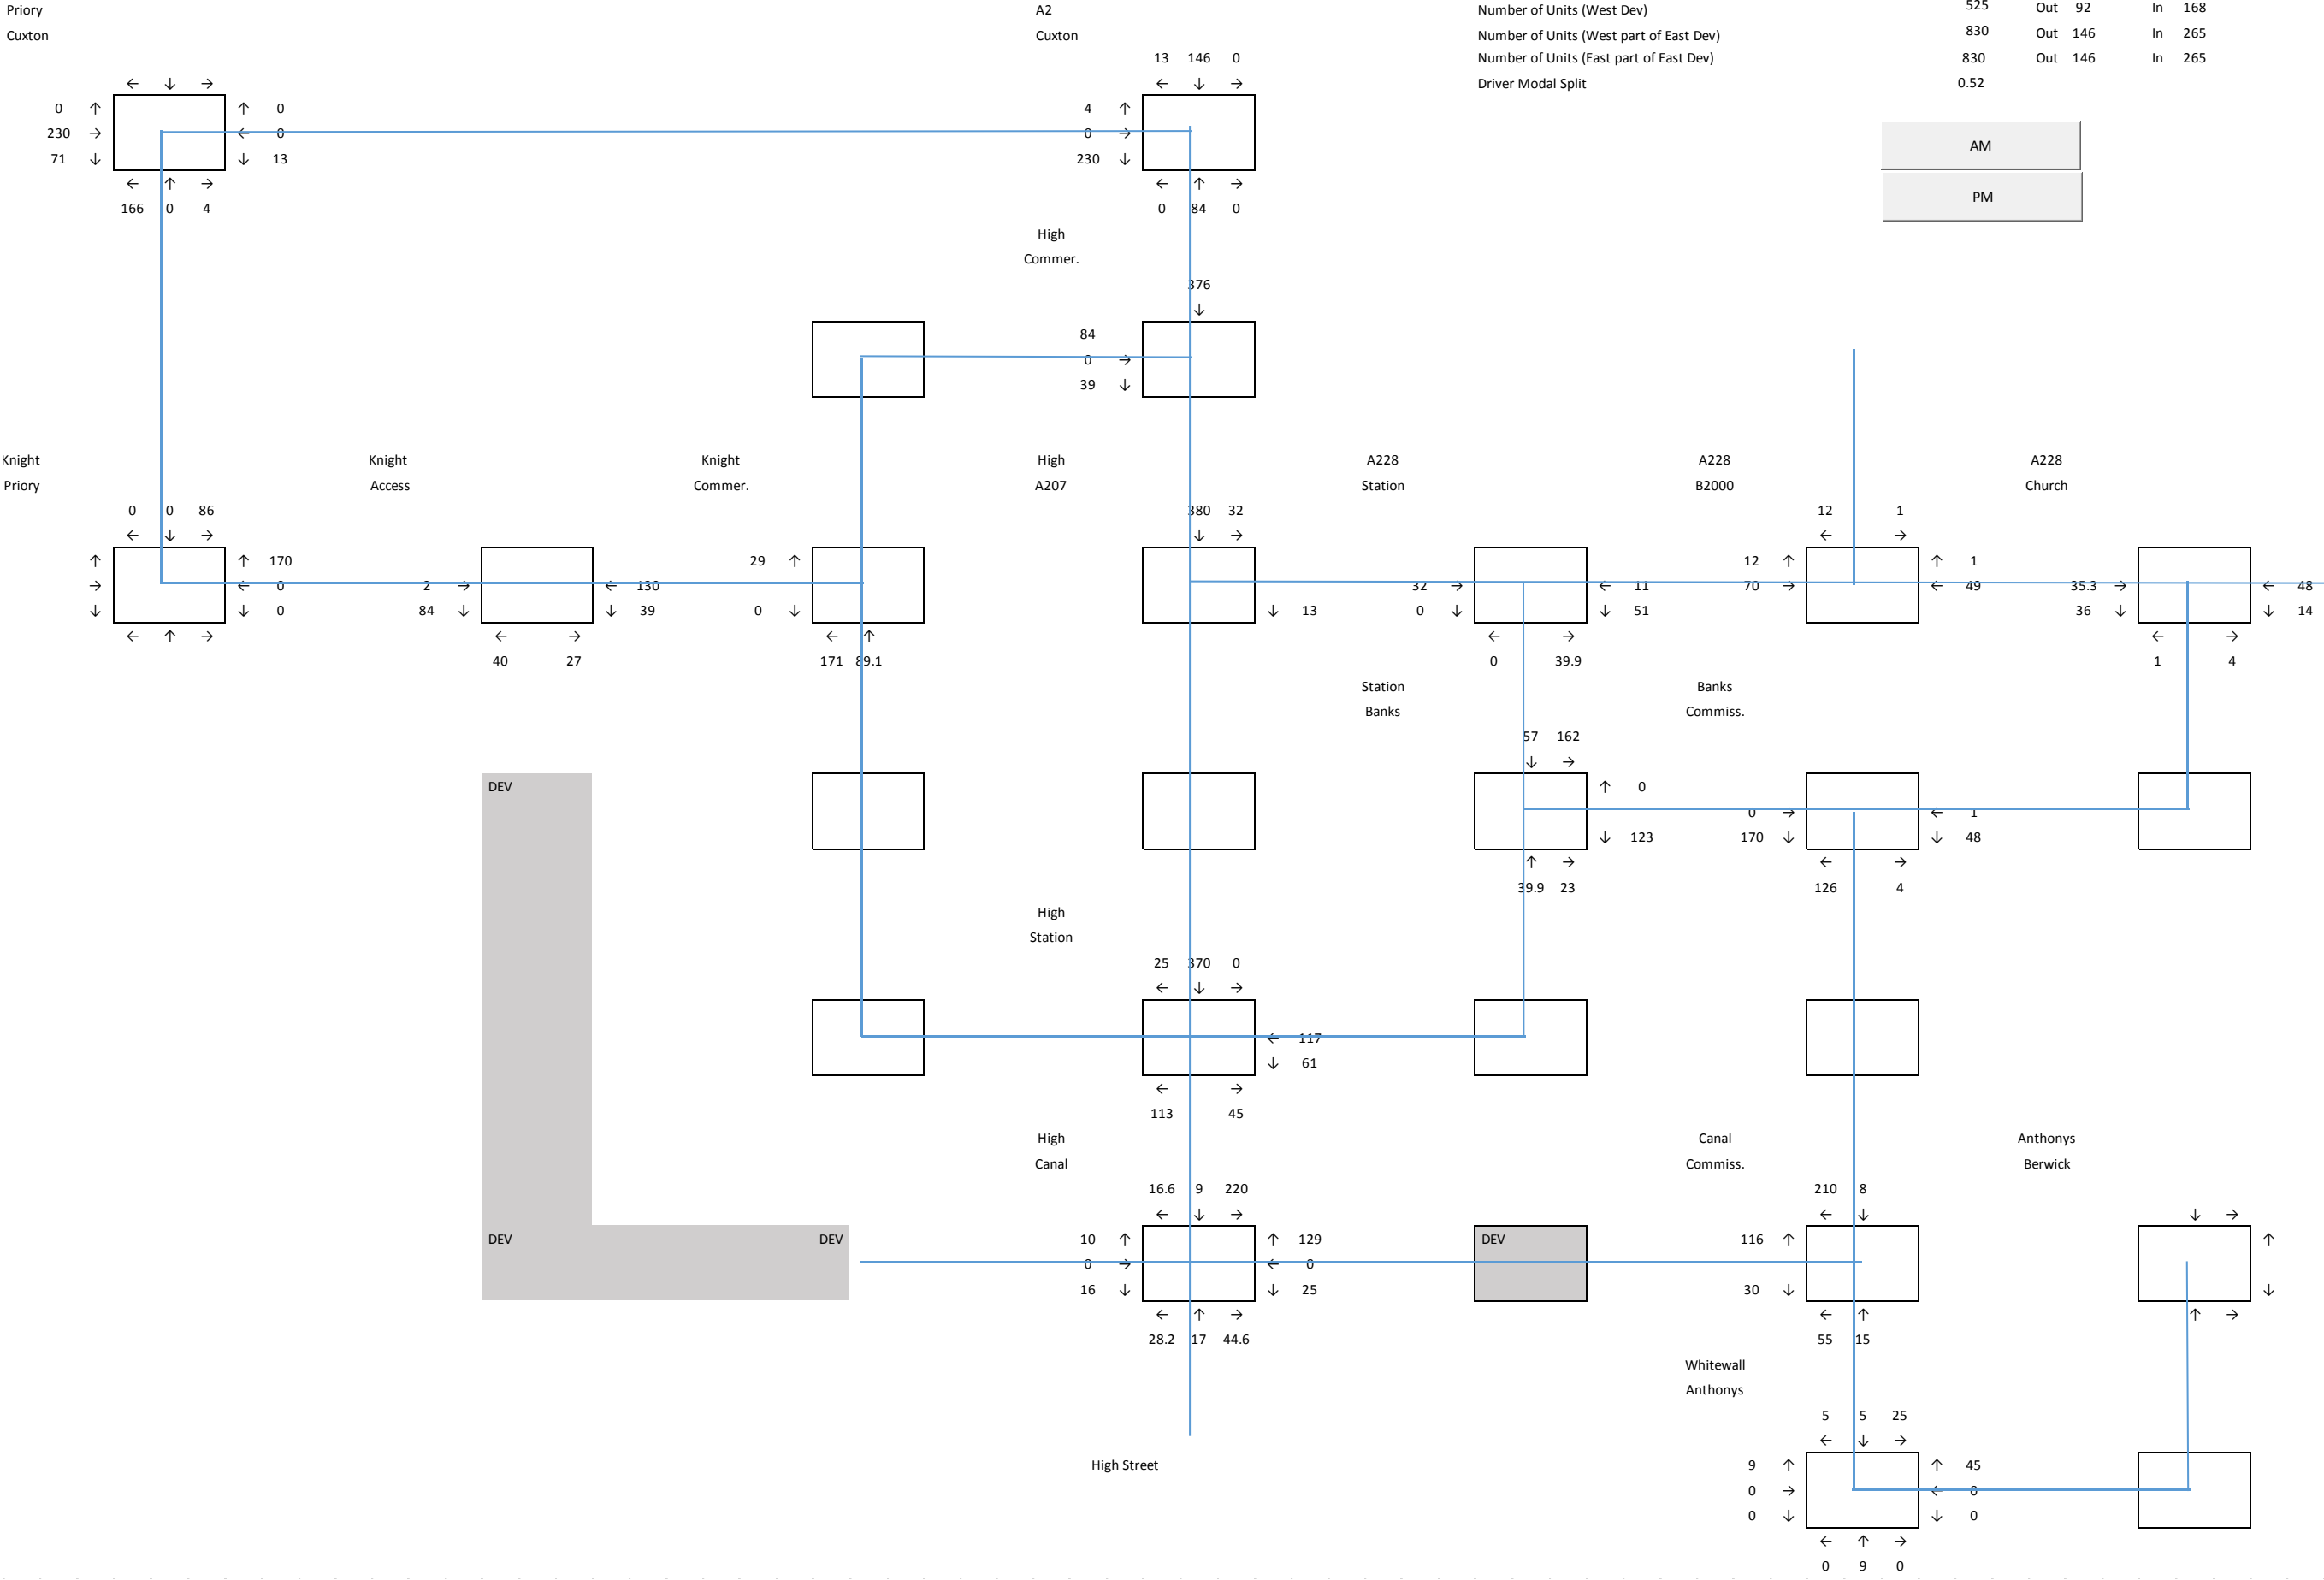 Priory A2 Number of Units (West Dev) 525 Out 92 In 168
Cuxton Cuxton Number of Units (West part of East Dev) 830 Out 146 In 265
13 146 0 Number of Units (East part of East Dev) 830 Out 146 In 265
← ↓ → ← ↓ → Driver Modal Split 0.52
0 ↑ ↑ 0 4 ↑
230 → ← 0 0 → AM
71 ↓ ↓ 13 230 ↓
← ↑ → ← ↑ → PM
166 0 4 0 84 0
High
Commer.
376
↓
84
0 →
39 ↓
Knight Knight Knight High A228 A228 A228
Priory Access Commer. A207 Station B2000 Church
0 0 86 380 32 12 1
← ↓ → ↓ → ← →
↑ ↑ 170 29 ↑ 12 ↑ ↑ 1
→ ← 0 2 → ← 130 32 → ← 11 70 → ← 49 35.3 → ← 48
↓ ↓ 0 84 ↓ ↓ 39 0 ↓ ↓ 13 0 ↓ ↓ 51 36 ↓ ↓ 14
← ↑ → ← → ← ↑ ← → ← →
40 27 171 89.1 0 39.9 1 4
Station Banks
Banks Commiss.
57 162
↓ →
DEV ↑ 0
0 → ← 1
↓ 123 170 ↓ ↓ 48
↑ → ← →
39.9 23 126 4
High
Station
25 370 0
← ↓ →
← 117
↓ 61
← →
113 45
High Canal Anthonys
Canal Commiss. Berwick
16.6 9 220 210 8
← ↓ → ← ↓ ↓ →
DEV DEV 10 ↑ ↑ 129 DEV 116 ↑ ↑
0 → ← 0
16 ↓ ↓ 25 30 ↓ ↓
← ↑ → ← ↑ ↑ →
28.2 17 44.6 55 15
Whitewall
Anthonys
5 5 25
← ↓ →
High Street 9 ↑ ↑ 45
0 → ← 0
0 ↓ ↓ 0
← ↑ →
0 9 0